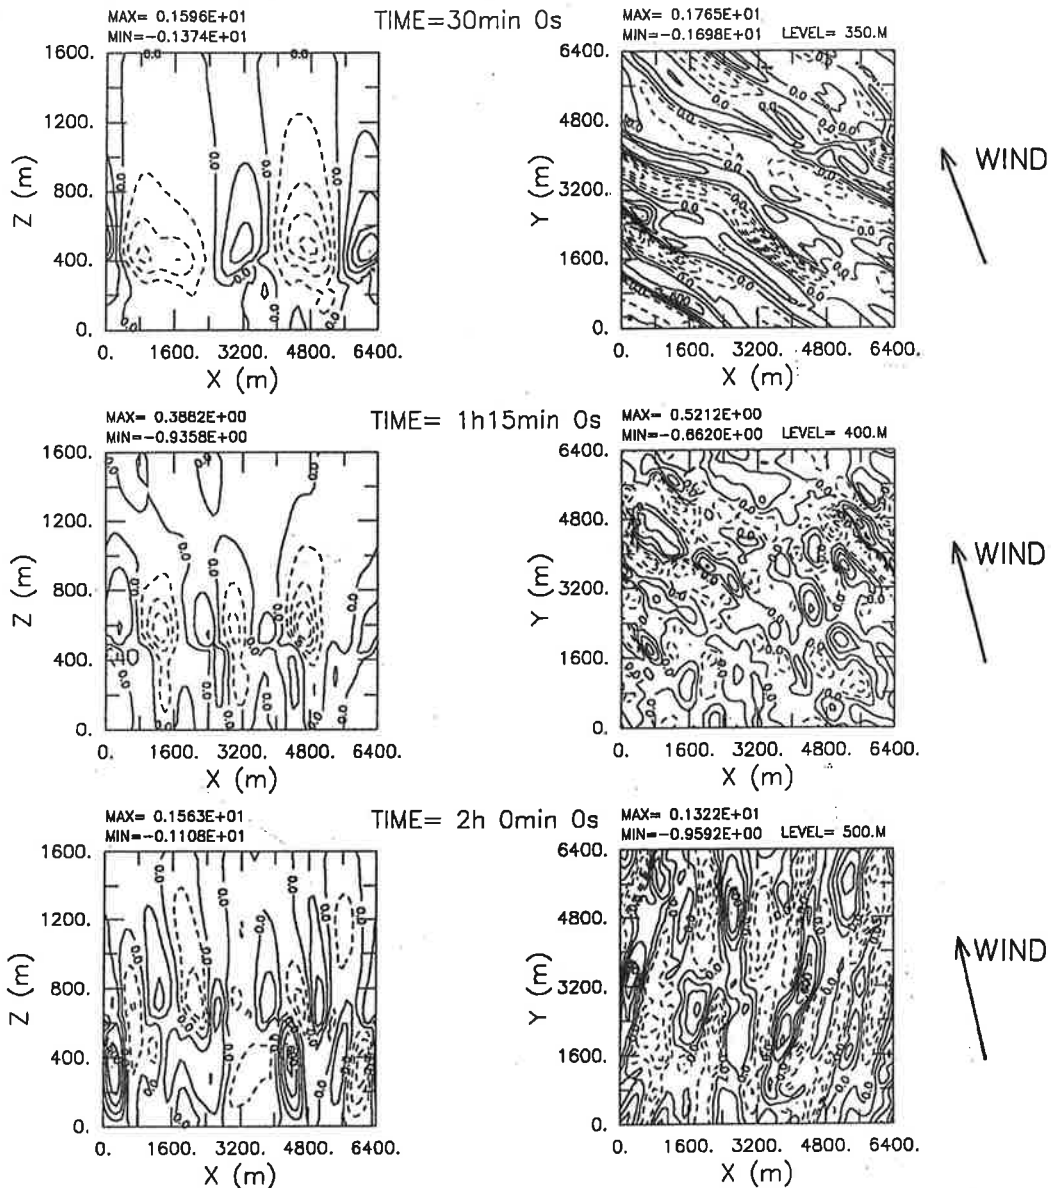 MAX= 0.1596E+01
MIN=-0.1374E+01
TIME=30min 0s
MAX= 0.1765E+01
MIN=-0.1698E+01 LEVEL= 350.M
1600.
1200.
800.
400.
0.
Z (m)
0. 1600. 3200. 4800. 6400.
X (m)
6400.
4800.
3200.
1600.
0.
Y (m)
0. 1600. 3200. 4800. 6400.
X (m)
WIND
MAX= 0.3882E+00
MIN=-0.9358E+00
TIME= 1h15min 0s
MAX= 0.5212E+00
MIN=-0.6620E+00 LEVEL= 400.M
1600.
1200.
800.
400.
0.
Z (m)
0. 1600. 3200. 4800. 6400.
X (m)
6400.
4800.
3200.
1600.
0.
Y (m)
0. 1600. 3200. 4800. 6400.
X (m)
WIND
MAX= 0.1563E+01
MIN=-0.1108E+01
TIME= 2h 0min 0s
MAX= 0.1322E+01
MIN=-0.9592E+00 LEVEL= 500.M
1600.
1200.
800.
400.
0.
Z (m)
0. 1600. 3200. 4800. 6400.
X (m)
6400.
4800.
3200.
1600.
0.
Y (m)
0. 1600. 3200. 4800. 6400.
X (m)
WIND